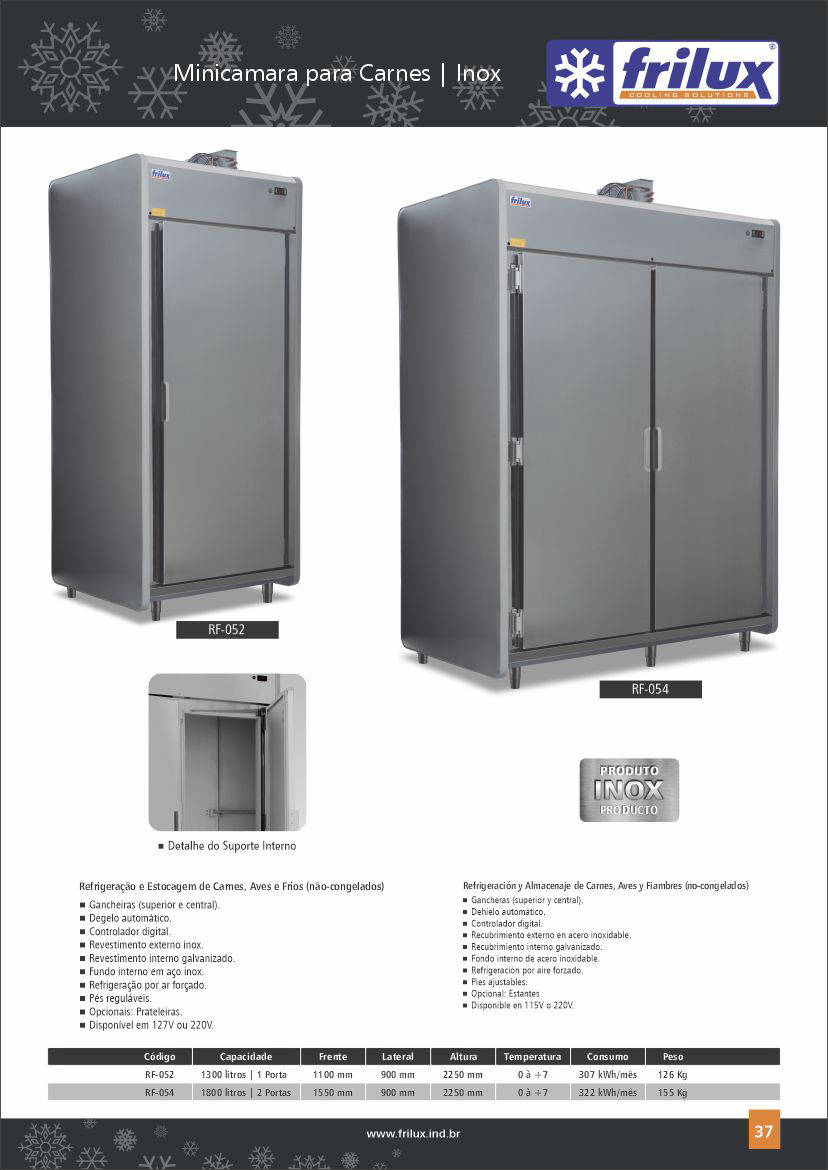 Minicamara para Carnes | Inox
frilux®
COOLING SOLUTIONS
frilux
frilux
RF-052
RF-054
PRODUTO
INOX
PRODUCTO
■ Detalhe do Suporte Interno
Refrigeração e Estocagem de Carnes, Aves e Frios (não-congelados)
■ Gancheiras (superior e central).
■ Degelo automático.
■ Controlador digital.
■ Revestimento externo inox.
■ Revestimento interno galvanizado.
■ Fundo interno em aço inox.
■ Refrigeração por ar forçado.
■ Pés reguláveis.
■ Opcionais: Prateleiras.
■ Disponível em 127V ou 220V.
Refrigeración y Almacenaje de Carnes, Aves y Fiambres (no-congelados)
■ Gancheras (superior y central).
■ Dehielo automático.
■ Controlador digital.
■ Recubrimiento externo en acero inoxidable.
■ Recubrimiento interno galvanizado.
■ Fondo interno de acero inoxidable.
■ Refrigeración por aire forzado.
■ Pies ajustables.
■ Opcional: Estantes
■ Disponible en 115V o 220V.
Código Capacidade Frente Lateral Altura Temperatura Consumo Peso
RF-052 1300 litros | 1 Porta 1100 mm 900 mm 2250 mm 0 à ÷7 307 kWh/mês 126 Kg
RF-054 1800 litros | 2 Portas 1550 mm 900 mm 2250 mm 0 à ÷7 322 kWh/mês 155 Kg
www.frilux.ind.br
37